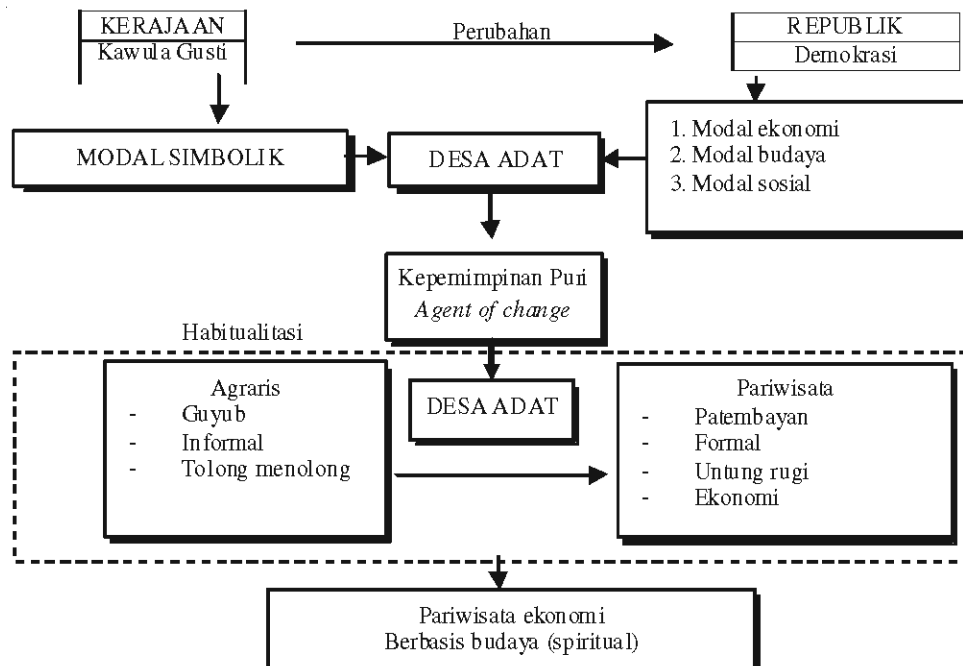 KERAJAAN
Kawula Gusti
Perubahan
REPUBLIK
Demokrasi
MODAL SIMBOLIK
DESA ADAT
1. Modal ekonomi
2. Modal budaya
3. Modal sosial
Kepemimpinan Puri
Agent of change
Habitualitasi
Agraris
- Guyub
- Informal
- Tolong menolong
DESA ADAT
Pariwisata
- Patembayan
- Formal
- Untung rugi
- Ekonomi
Pariwisata ekonomi
Berbasis budaya (spiritual)